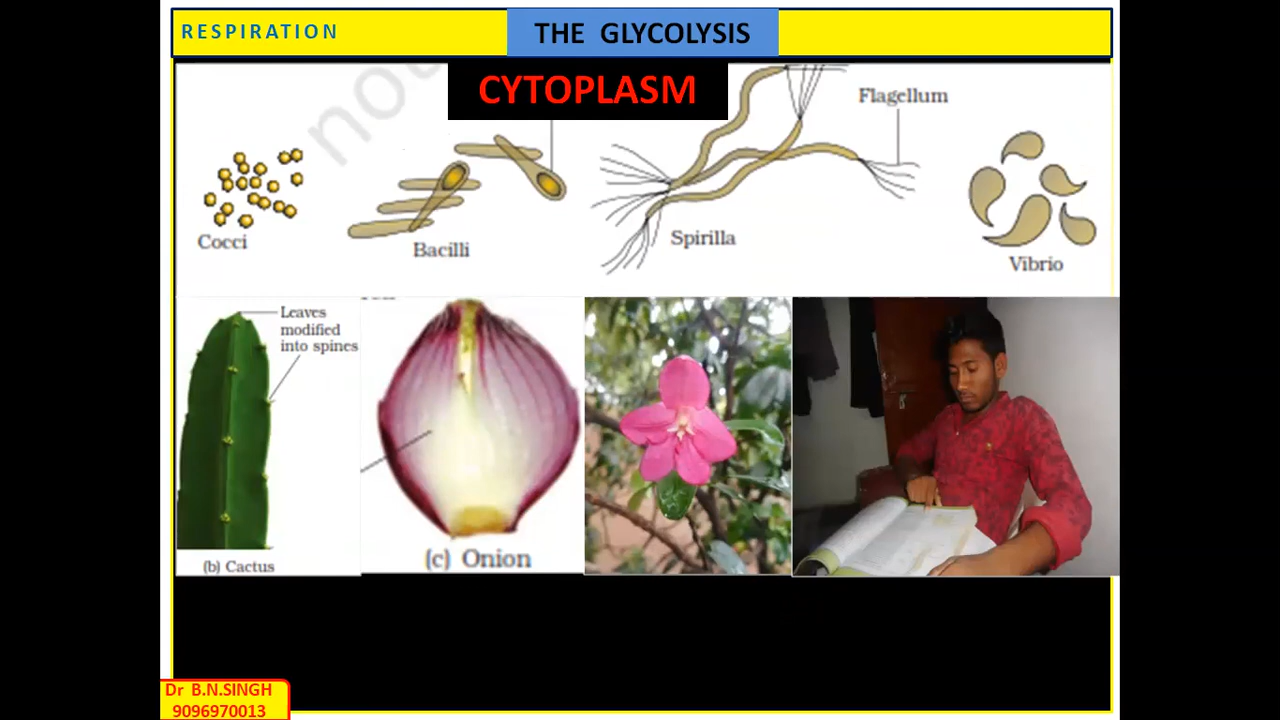 RESPIRATION
THE GLYCOLYSIS
CYTOPLASM
Flagellum
Cocci
Bacilli
Spirilla
Vibrio
Leaves
modified
into spines
(b) Cactus
(c) Onion
Dr B.N.SINGH
9096970013